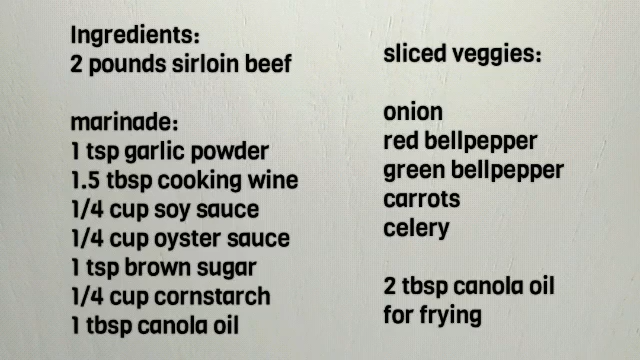 Ingredients:
2 pounds sirloin beef
marinade:
1 tsp garlic powder
1.5 tbsp cooking wine
1/4 cup soy sauce
1/4 cup oyster sauce
1 tsp brown sugar
1/4 cup cornstarch
1 tbsp canola oil
sliced veggies:
onion
red bellpepper
green bellpepper
carrots
celery
2 tbsp canola oil
for frying